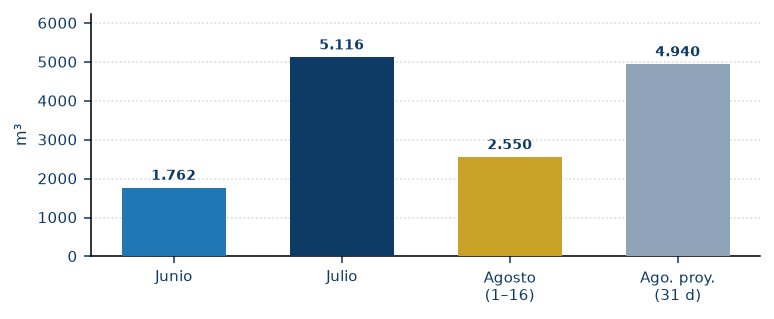 6000
5000
4000
3000
2000
1000
0
m³
1.762
5.116
2.550
4.940
Junio
Julio
Agosto
(1–16)
Ago. proy.
(31 d)